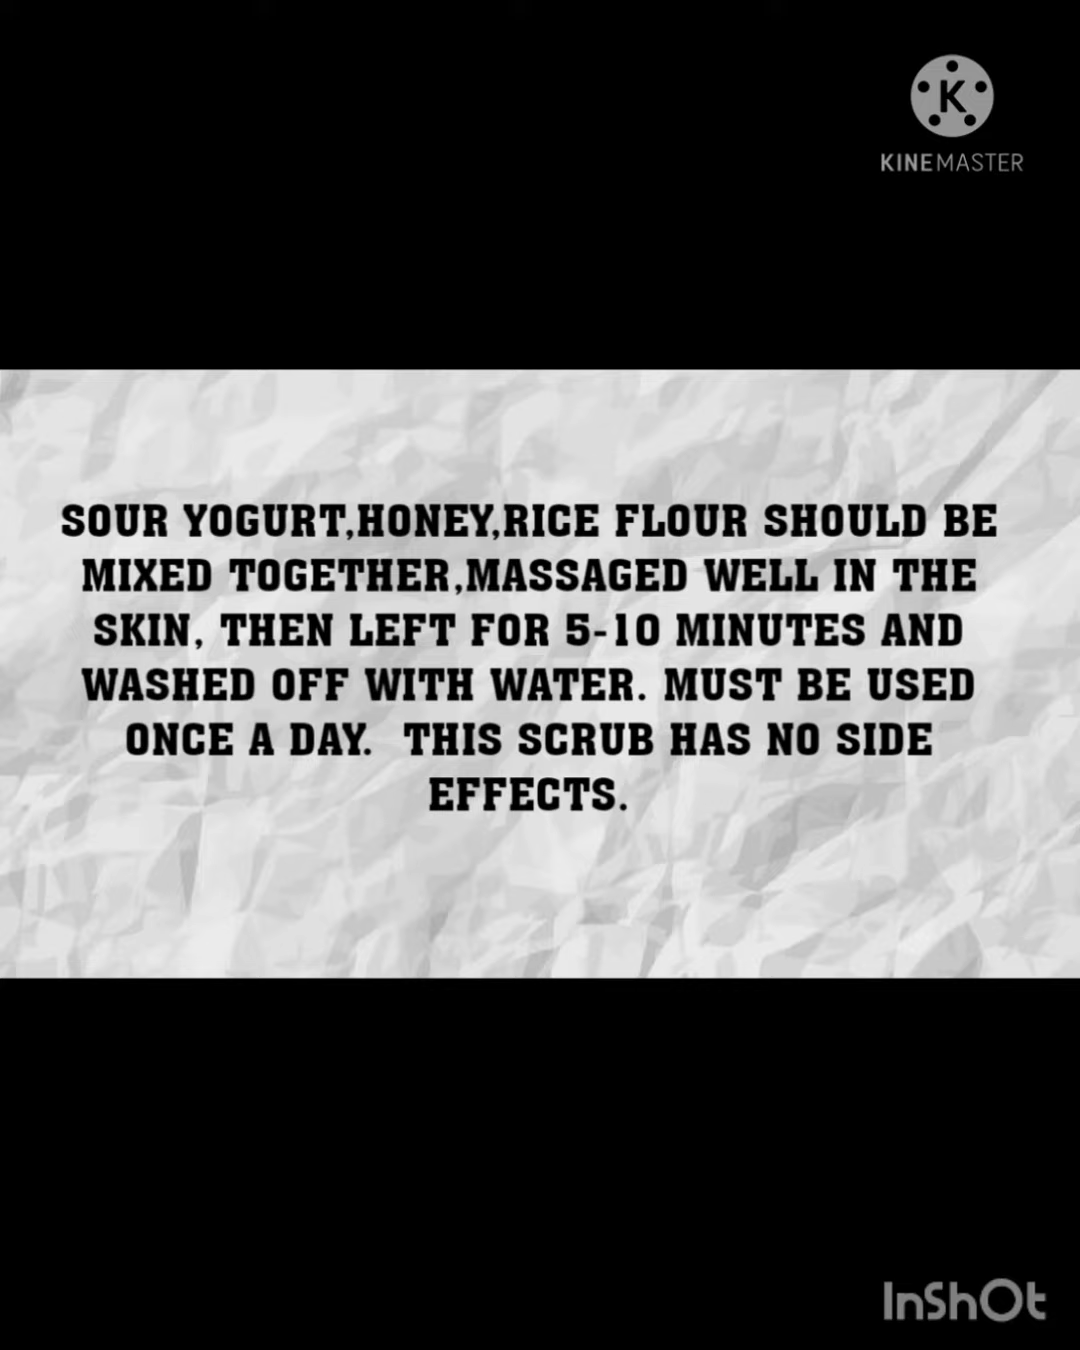 K
KINEMASTER
SOUR YOGURT,HONEY,RICE FLOUR SHOULD BE
MIXED TOGETHER,MASSAGED WELL IN THE
SKIN, THEN LEFT FOR 5-10 MINUTES AND
WASHED OFF WITH WATER. MUST BE USED
ONCE A DAY.  THIS SCRUB HAS NO SIDE
EFFECTS.
InShOt